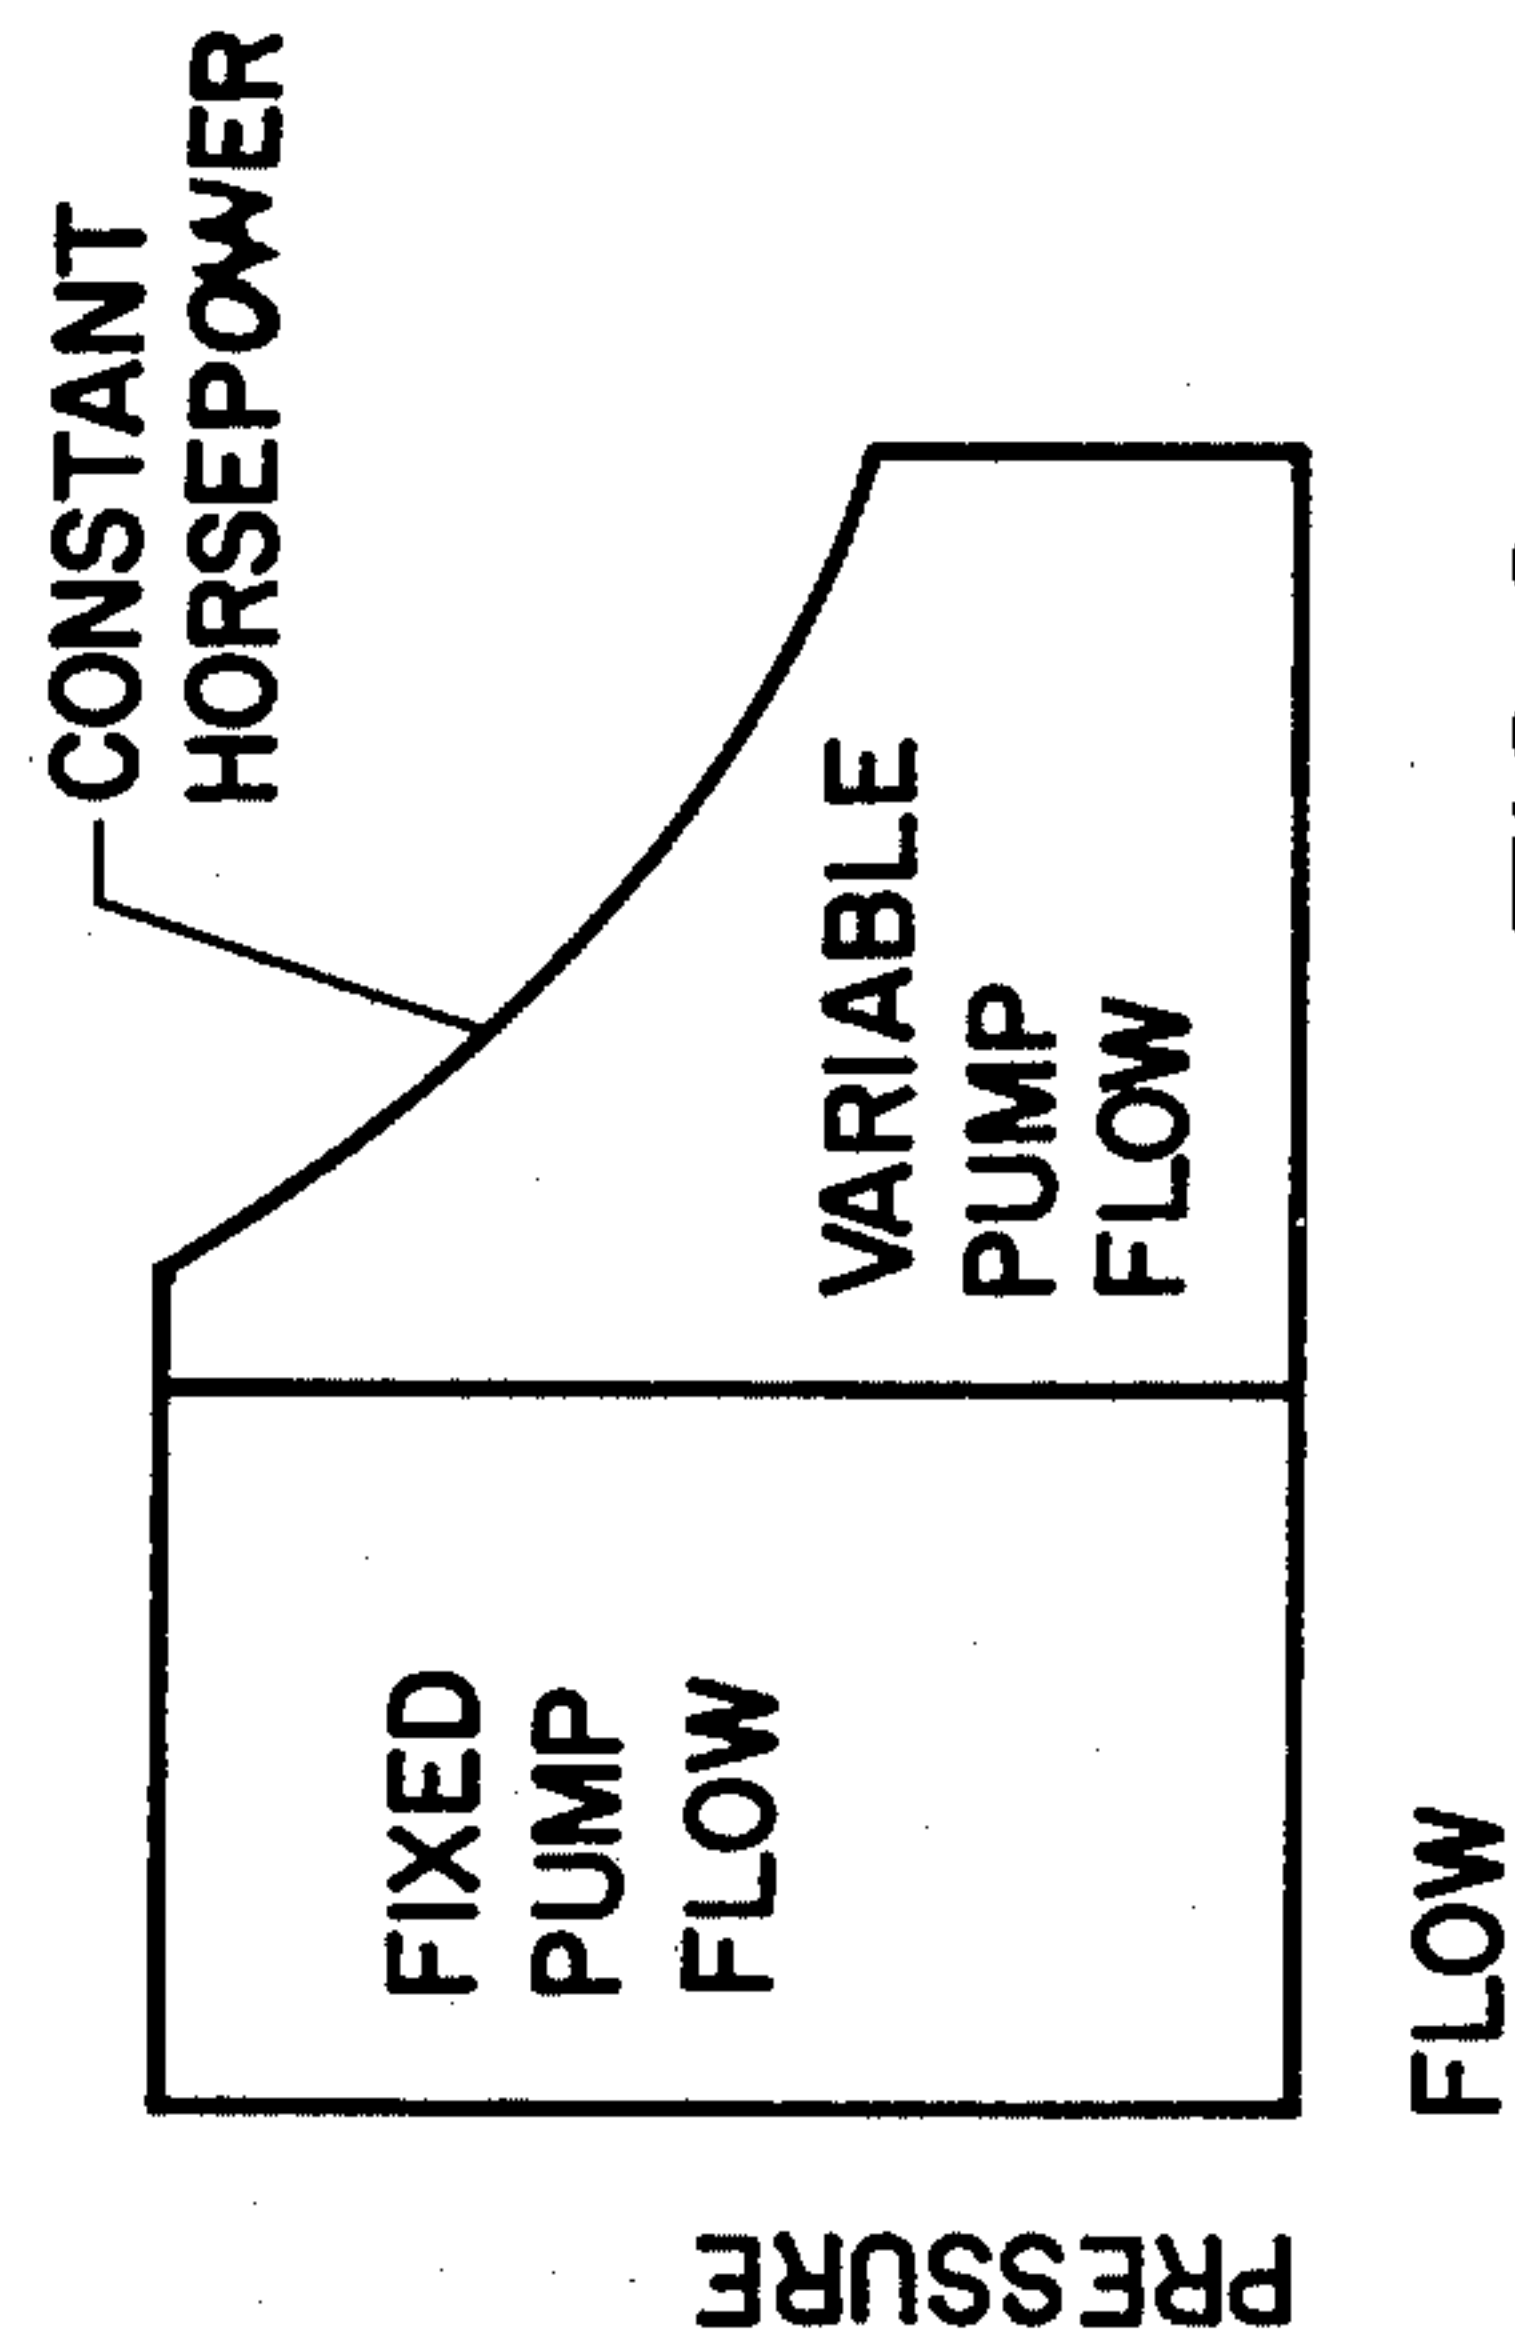 CONSTANT
HORSEPOWER
FIXED
PUMP
FLOW
VARIABLE
PUMP
FLOW
PRESSURE
FLOW